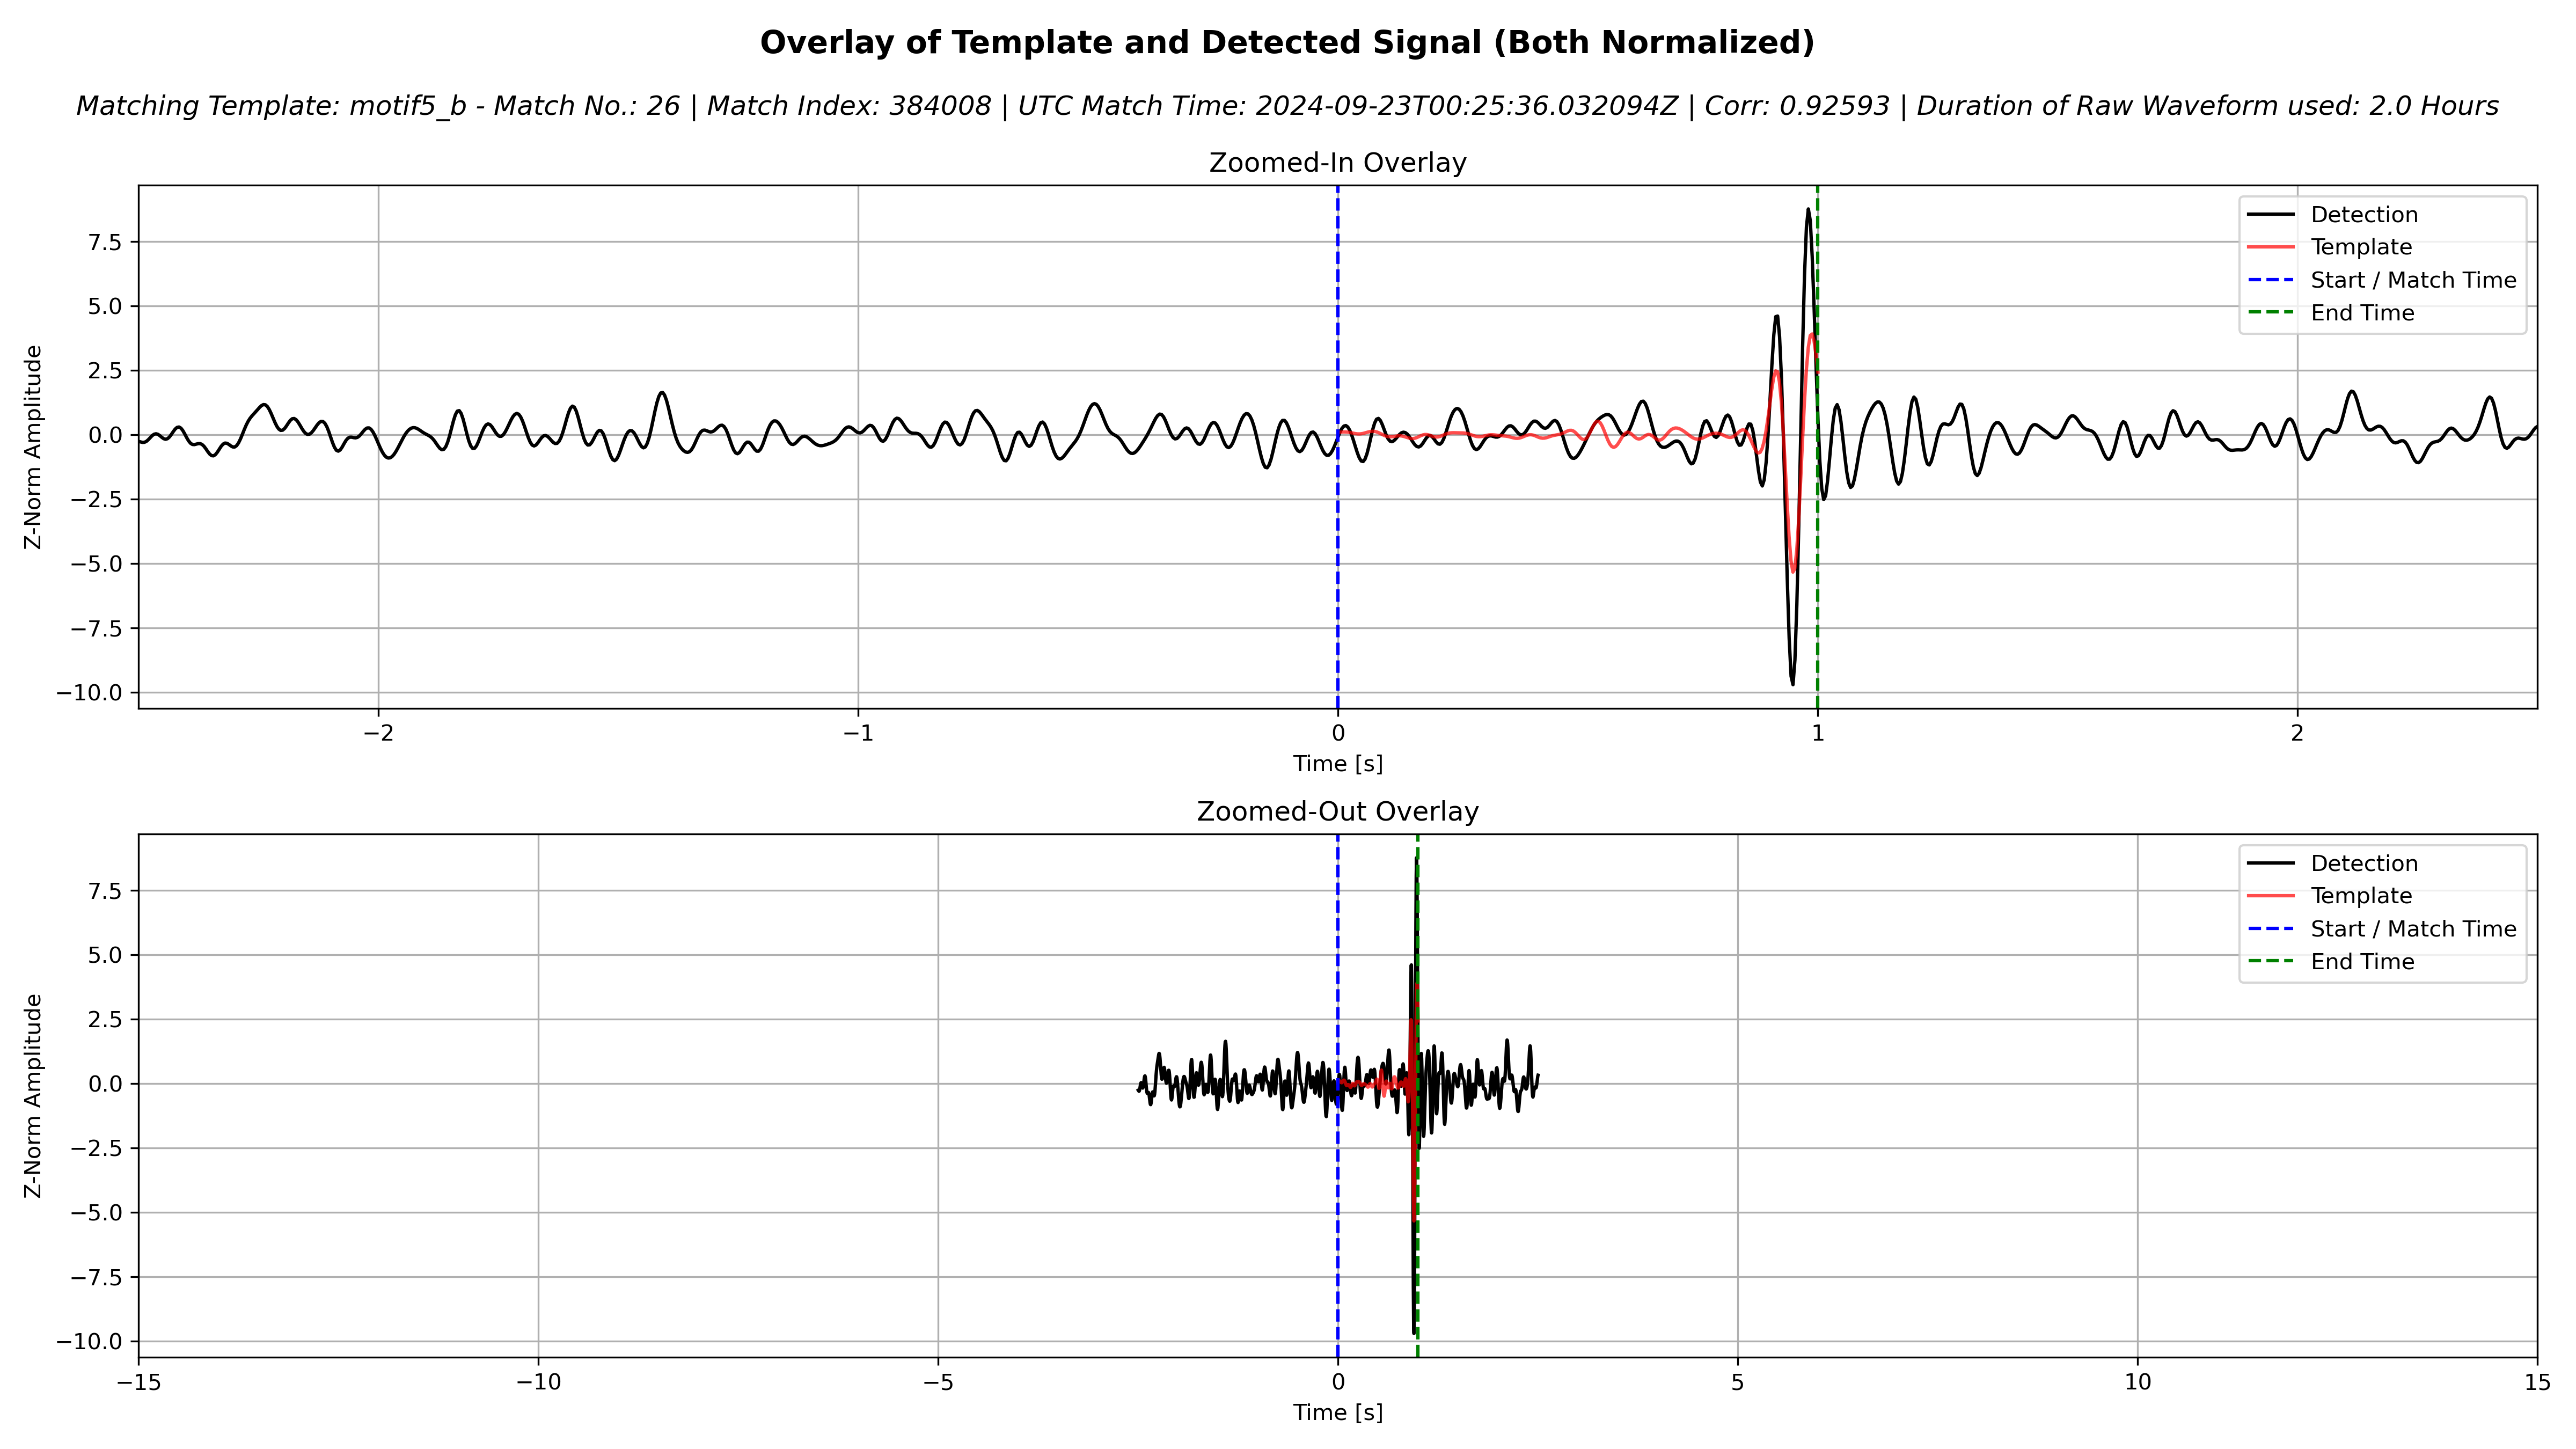 Overlay of Template and Detected Signal (Both Normalized)
Matching Template: motif5_b - Match No.: 26 | Match Index: 384008 | UTC Match Time: 2024-09-23T00:25:36.032094Z | Corr: 0.92593 | Duration of Raw Waveform used: 2.0 Hours
Zoomed-In Overlay
Z-Norm Amplitude
7.5
5.0
2.5
0.0
−2.5
−5.0
−7.5
−10.0
Detection
Template
Start / Match Time
End Time
−2 −1 0 1 2
Time [s]
Zoomed-Out Overlay
Z-Norm Amplitude
7.5
5.0
2.5
0.0
−2.5
−5.0
−7.5
−10.0
Detection
Template
Start / Match Time
End Time
−15 −10 −5 0 5 10 15
Time [s]